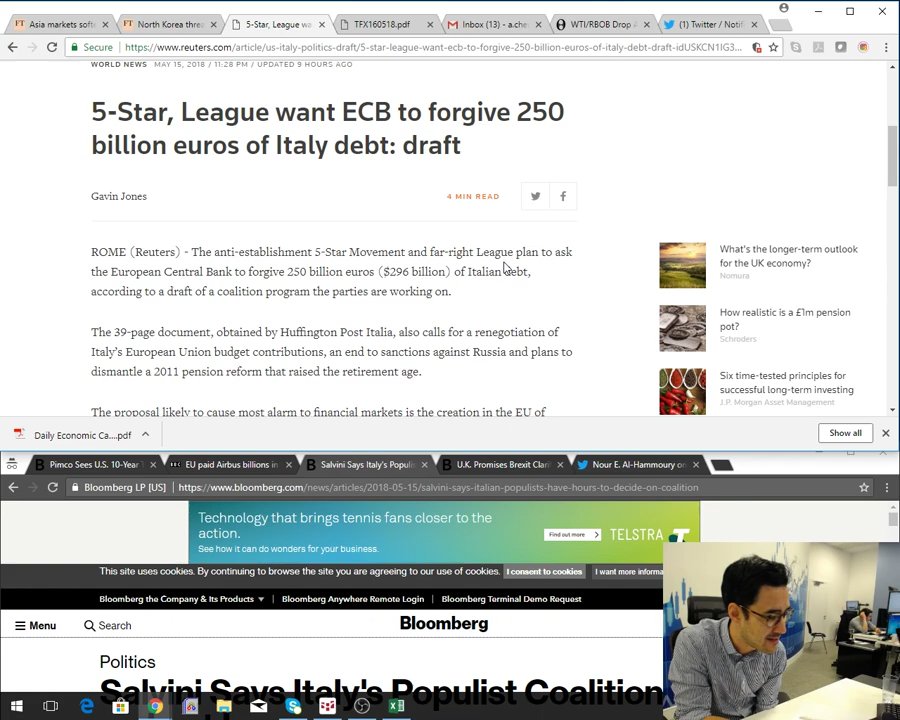 Asia markets soft
North Korea thre
5-Star, League wa
TFX160518.pdf
Inbox (13) - a.che
WTI/RBOB Drop
(1) Twitter / Notifi
Secure
https://www.reuters.com/article/us-italy-politics-draft/5-star-league-want-ecb-to-forgive-250-billion-euros-of-italy-debt-draft-idUSKCN1IG3...
WORLD NEWS MAY 15, 2018 / 11:28 PM / UPDATED 9 HOURS AGO
5-Star, League want ECB to forgive 250
billion euros of Italy debt: draft
Gavin Jones
4 MIN READ
ROME (Reuters) - The anti-establishment 5-Star Movement and far-right League plan to ask
the European Central Bank to forgive 250 billion euros ($296 billion) of Italian debt,
according to a draft of a coalition program the parties are working on.
The 39-page document, obtained by Huffington Post Italia, also calls for a renegotiation of
Italy's European Union budget contributions, an end to sanctions against Russia and plans to
dismantle a 2011 pension reform that raised the retirement age.
The proposal likely to cause most alarm to financial markets is the creation in the EU of
What's the longer-term outlook
for the UK economy?
Nomura
How realistic is a £1m pension
pot?
Schroders
Six time-tested principles for
successful long-term investing
J.P. Morgan Asset Management
Daily Economic Ca....pdf
Show all
Pimco Sees U.S. 10-Year
EU paid Airbus billions in
Salvini Says Italy's Populi
U.K. Promises Brexit Clar
Nour E. Al-Hammoury on
Bloomberg LP [US]
https://www.bloomberg.com/news/articles/2018-05-15/salvini-says-italian-populists-have-hours-to-decide-on-coalition
Technology that brings tennis fans closer to the
action.
See how it can do wonders for your business.
Find out more
TELSTRA
This site uses cookies. By continuing to browse the site you are agreeing to our use of cookies.
I consent to cookies
I want more informa
Bloomberg the Company & Its Products
Bloomberg Anywhere Remote Login
Bloomberg Terminal Demo Request
Menu
Search
Bloomberg
Politics
Salvini Says Italy's Populist Coalition